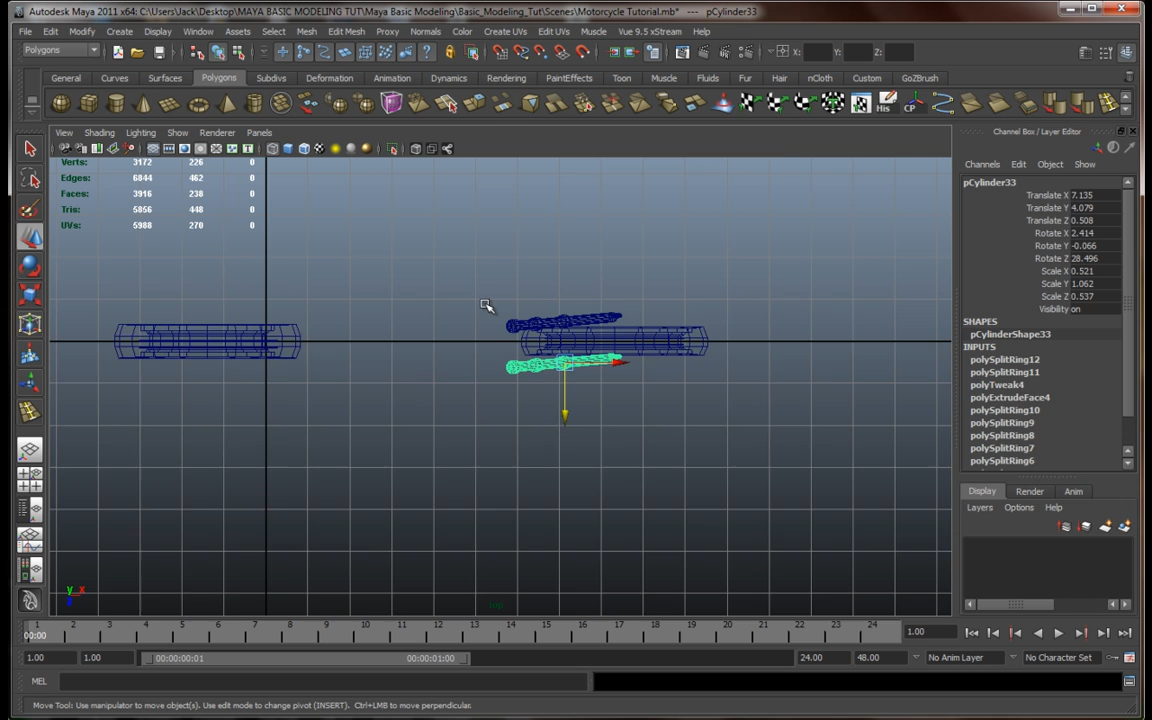 Autodesk Maya 2011 x64: C:\Users\Jack\Desktop\MAYA BASIC MODELING TUT\Maya Basic Modeling\Basic_Modeling_Tut\Scenes\Motorcycle Tutorial.mb* --- pCylinder33
File Edit Modify Create Display Window Assets Select Mesh Edit Mesh Proxy Normals Color Create UVs Edit UVs Muscle Vue 9.5 xStream Help
Polygons X: Y: Z:
General Curves Surfaces Polygons Subdivs Deformation Animation Dynamics Rendering PaintEffects Toon Muscle Fluids Fur Hair nCloth Custom GoZBrush
His CP
View Shading Lighting Show Renderer Panels
Verts: 3172 226 0
Edges: 6844 462 0
Faces: 3916 238 0
Tris: 5856 448 0
UVs: 5988 270 0
y x
top
Channel Box / Layer Editor
Channels Edit Object Show
pCylinder33
Translate X 7.135
Translate Y 4.079
Translate Z 0.508
Rotate X 2.414
Rotate Y -0.066
Rotate Z 28.496
Scale X 0.521
Scale Y 1.062
Scale Z 0.537
Visibility on
SHAPES
pCylinderShape33
INPUTS
polySplitRing12
polySplitRing11
polyTweak4
polyExtrudeFace4
polySplitRing10
polySplitRing9
polySplitRing8
polySplitRing7
polySplitRing6
Display Render Anim
Layers Options Help
1 2 3 4 5 6 7 8 9 10 11 12 13 14 15 16 17 18 19 20 21 22 23 24
00:00 1.00
1.00 1.00 00:00:00:01 00:00:01:00 24.00 48.00 No Anim Layer No Character Set
MEL
Move Tool: Use manipulator to move object(s). Use edit mode to change pivot (INSERT). Ctrl+LMB to move perpendicular.